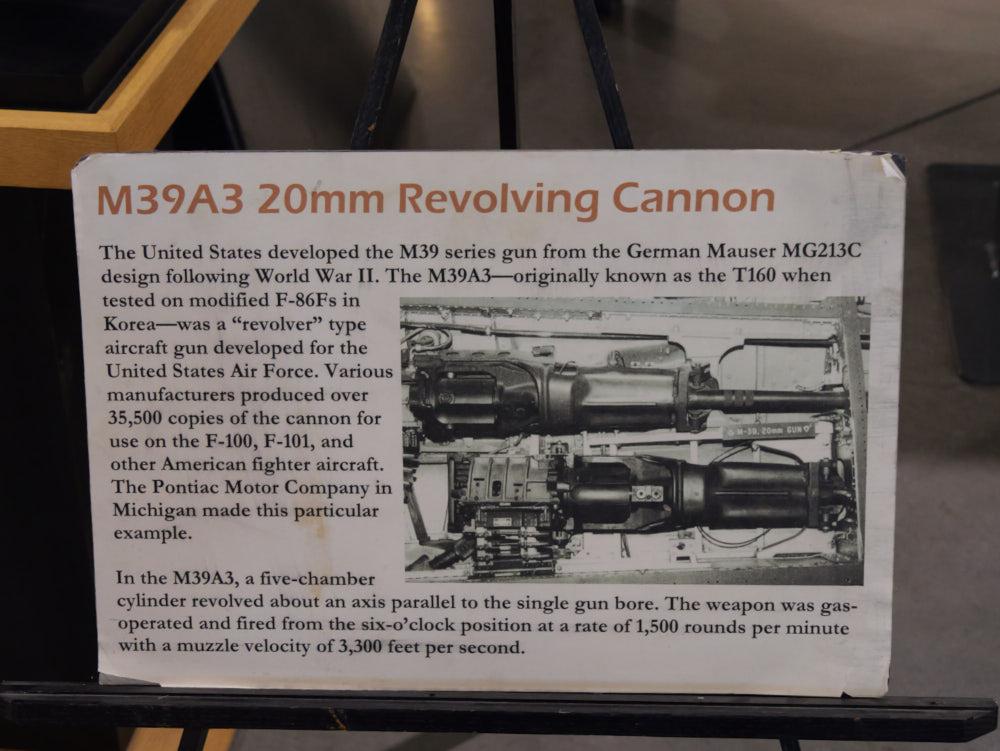 M39A3 20mm Revolving Cannon
The United States developed the M39 series gun from the German Mauser MG213C
design following World War II. The M39A3—originally known as the T160 when
tested on modified F-86Fs in
Korea—was a “revolver” type
aircraft gun developed for the
United States Air Force. Various
manufacturers produced over
35,500 copies of the cannon for
use on the F-100, F-101, and
other American fighter aircraft.
The Pontiac Motor Company in
Michigan made this particular
example.
M-39, 20mm GUN
In the M39A3, a five-chamber
cylinder revolved about an axis parallel to the single gun bore. The weapon was gas-
operated and fired from the six-o’clock position at a rate of 1,500 rounds per minute
with a muzzle velocity of 3,300 feet per second.